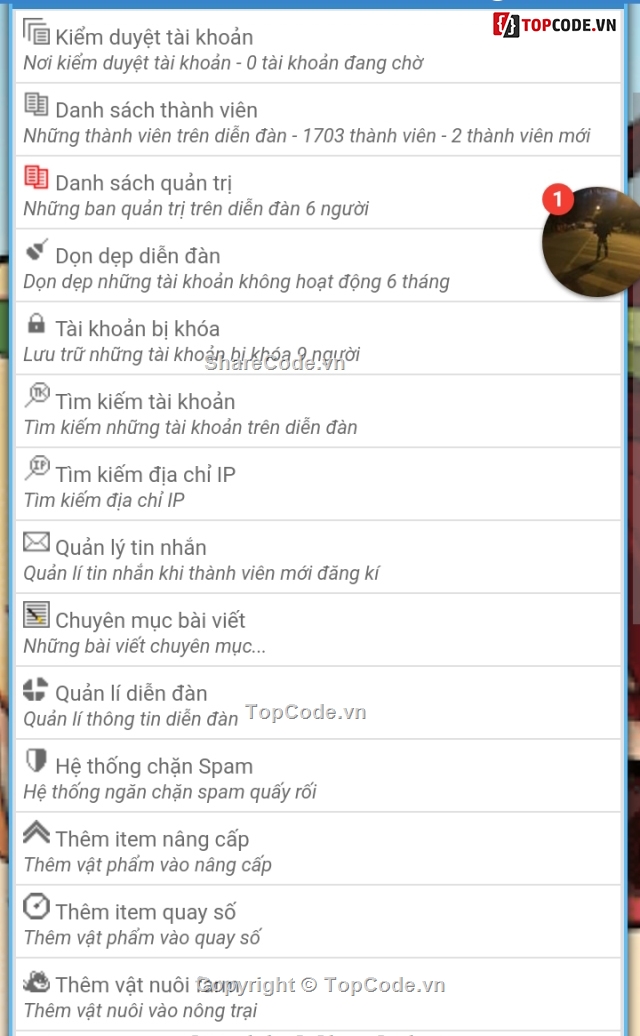 TOPCODE.VN
Kiểm duyệt tài khoản
Nơi kiểm duyệt tài khoản - 0 tài khoản đang chờ
Danh sách thành viên
Những thành viên trên diễn đàn - 1703 thành viên - 2 thành viên mới
Danh sách quản trị
Những ban quản trị trên diễn đàn 6 người
1
Dọn dẹp diễn đàn
Dọn dẹp những tài khoản không hoạt động 6 tháng
Tài khoản bị khóa
Lưu trữ những tài khoản bị khóa 9 người
ShareCode.vn
TK
Tìm kiếm tài khoản
Tìm kiếm những tài khoản trên diễn đàn
IP
Tìm kiếm địa chỉ IP
Tìm kiếm địa chỉ IP
Quản lý tin nhắn
Quản lí tin nhắn khi thành viên mới đăng kí
Chuyên mục bài viết
Những bài viết chuyên mục...
Quản lí diễn đàn
Quản lí thông tin diễn đàn
TopCode.vn
Hệ thống chặn Spam
Hệ thống ngăn chặn spam quấy rối
Thêm item nâng cấp
Thêm vật phẩm vào nâng cấp
Thêm item quay số
Thêm vật phẩm vào quay số
Thêm vật nuôi farm
Copyright © TopCode.vn
Thêm vật nuôi vào nông trại